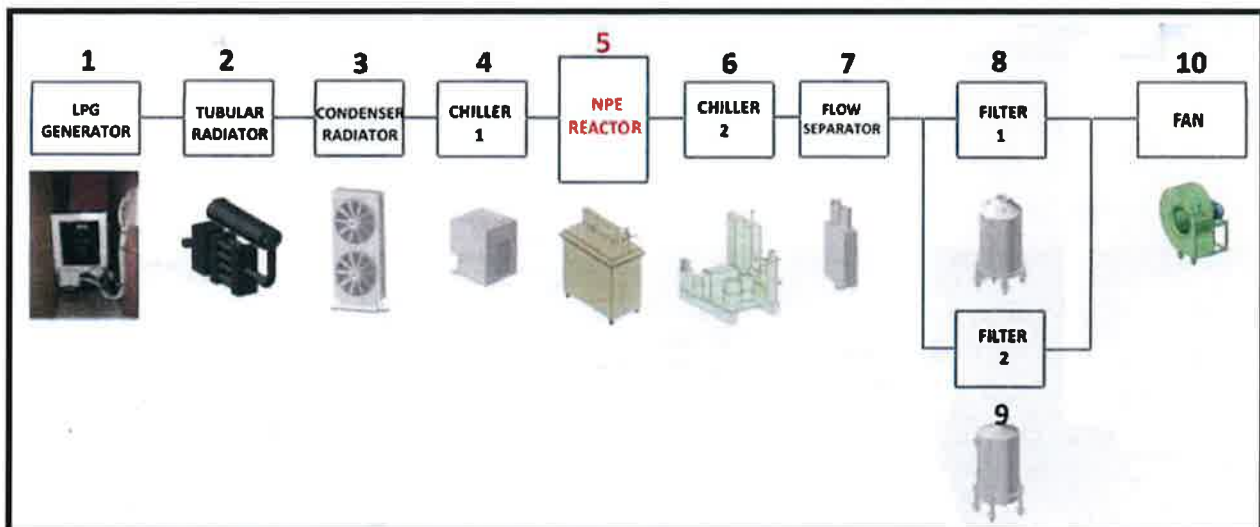 1
LPG
GENERATOR
2
TUBULAR
RADIATOR
3
CONDENSER
RADIATOR
4
CHILLER
1
5
NPE
REACTOR
6
CHILLER
2
7
FLOW
SEPARATOR
8
FILTER
1
10
FAN
FILTER
2
9